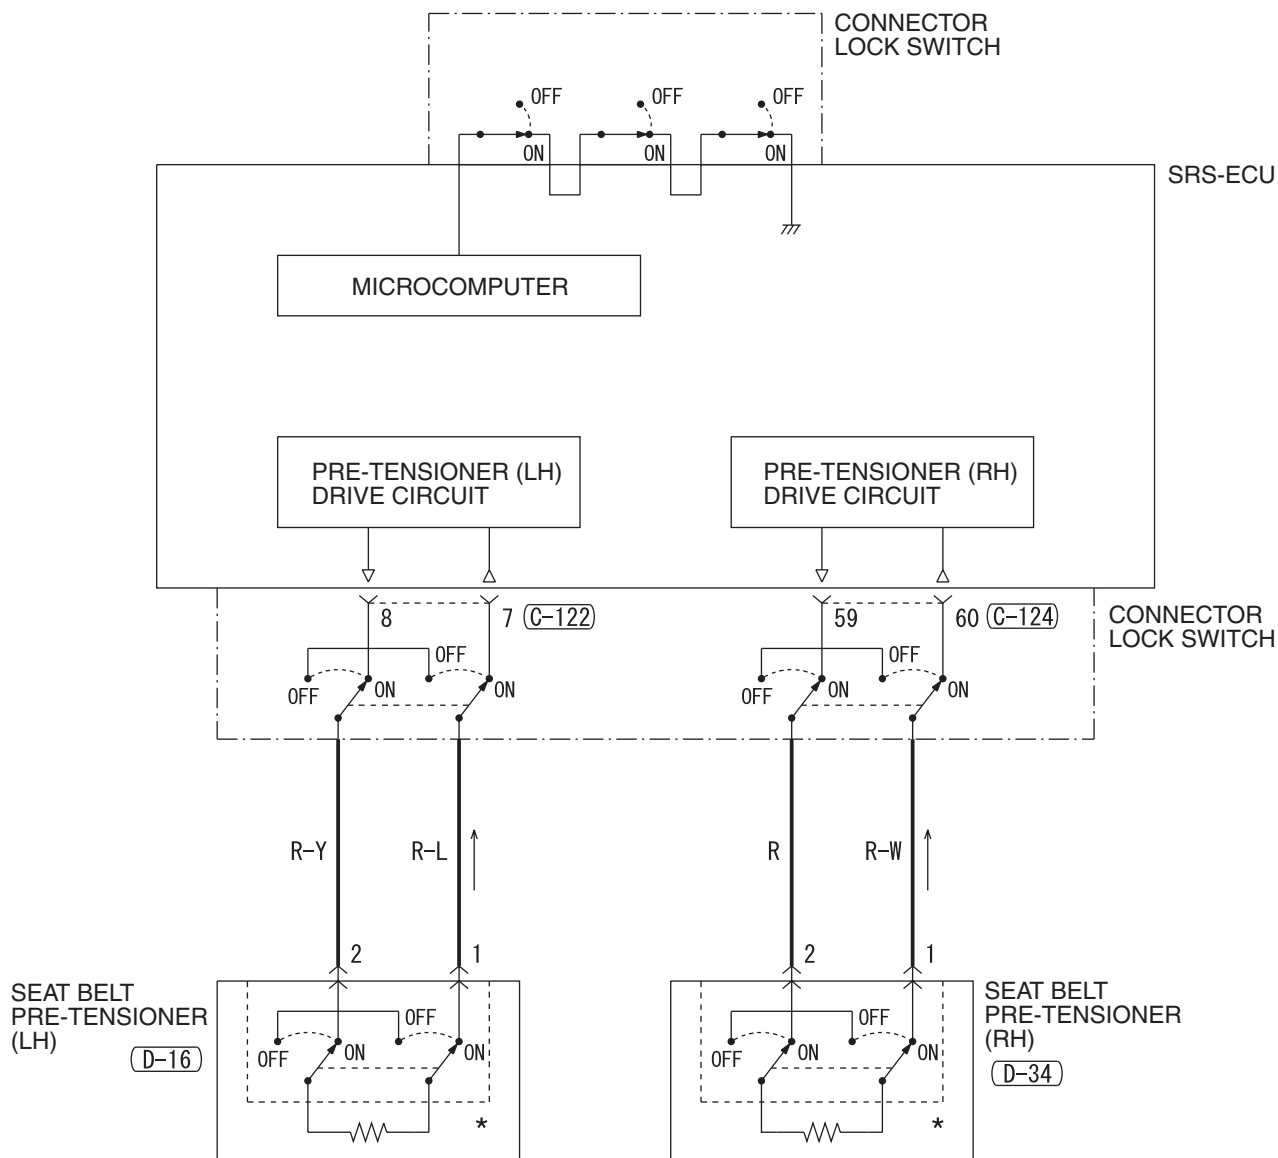 CONNECTOR
LOCK SWITCH
OFF OFF OFF
ON ON ON
SRS-ECU
MICROCOMPUTER
PRE-TENSIONER (LH)
DRIVE CIRCUIT
PRE-TENSIONER (RH)
DRIVE CIRCUIT
8 7 C-122 59 60 C-124
CONNECTOR
LOCK SWITCH
OFF OFF
OFF ON ON OFF ON ON
R-Y R-L R R-W
2 1 2 1
SEAT BELT
PRE-TENSIONER
(LH)
D-16
OFF OFF
OFF ON ON OFF ON ON
SEAT BELT
PRE-TENSIONER
(RH)
D-34
* *